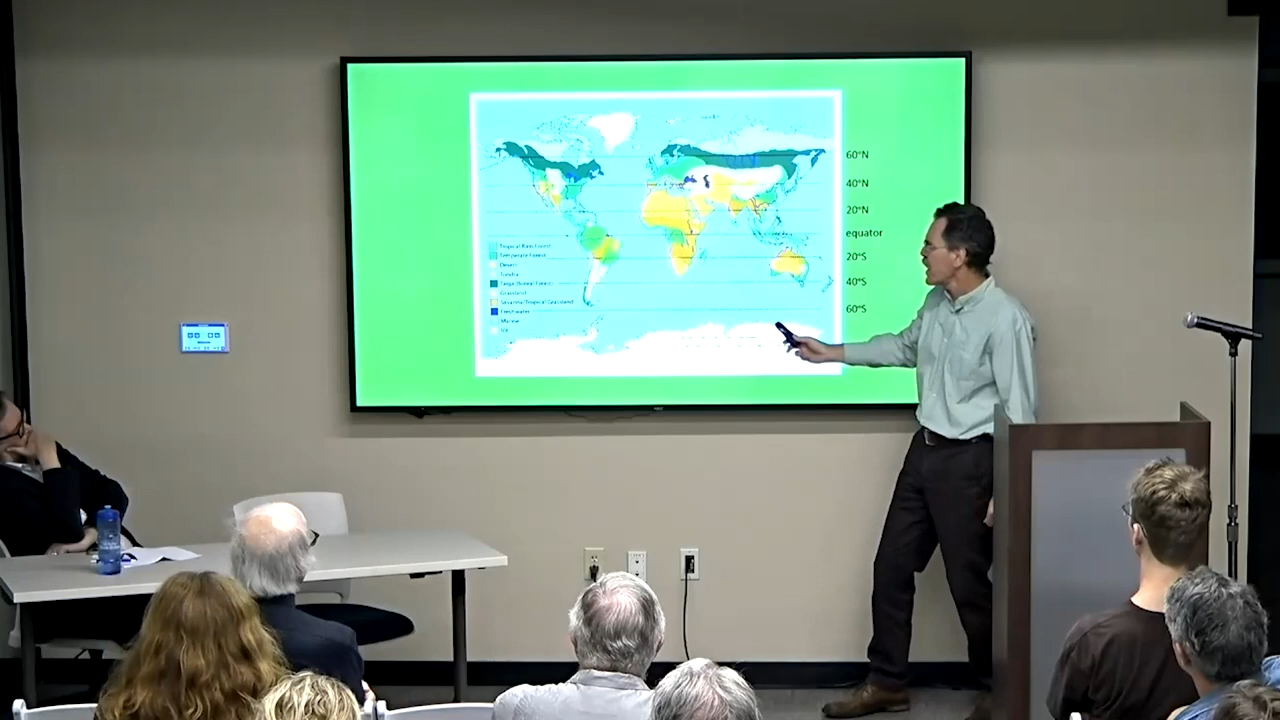 60°N
40°N
20°N
equator
20°S
40°S
60°S
Tropical Rain Forest
Temperate Forest
Desert
Tundra
Taiga (Boreal Forest)
Grassland
Savanna/Tropical Grassland
Freshwater
Marine
Ice